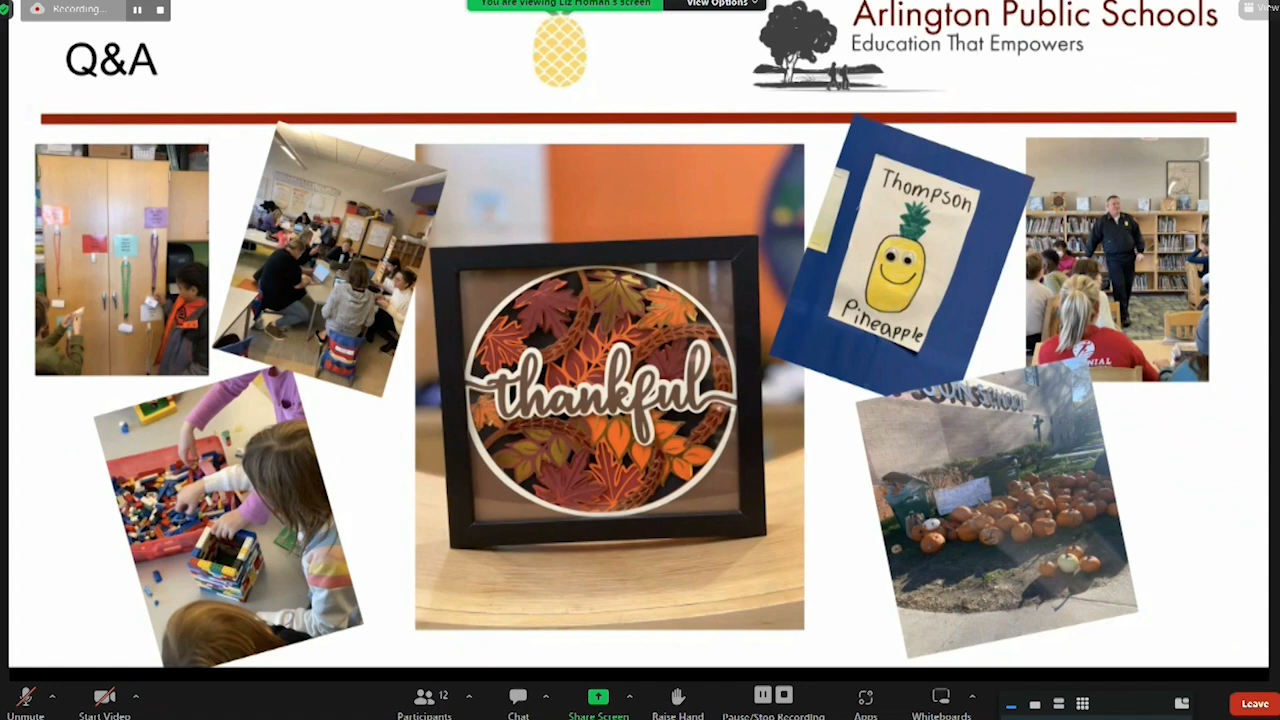 Recording...
You are viewing Liz Homan's screen
View Options
View
Arlington Public Schools
Education That Empowers
Q&A
Thompson
Pineapple
thankful
Unmute
Start Video
12
Participants
Chat
Share Screen
Raise Hand
Pause/Stop Recording
Apps
Whiteboards
Leave